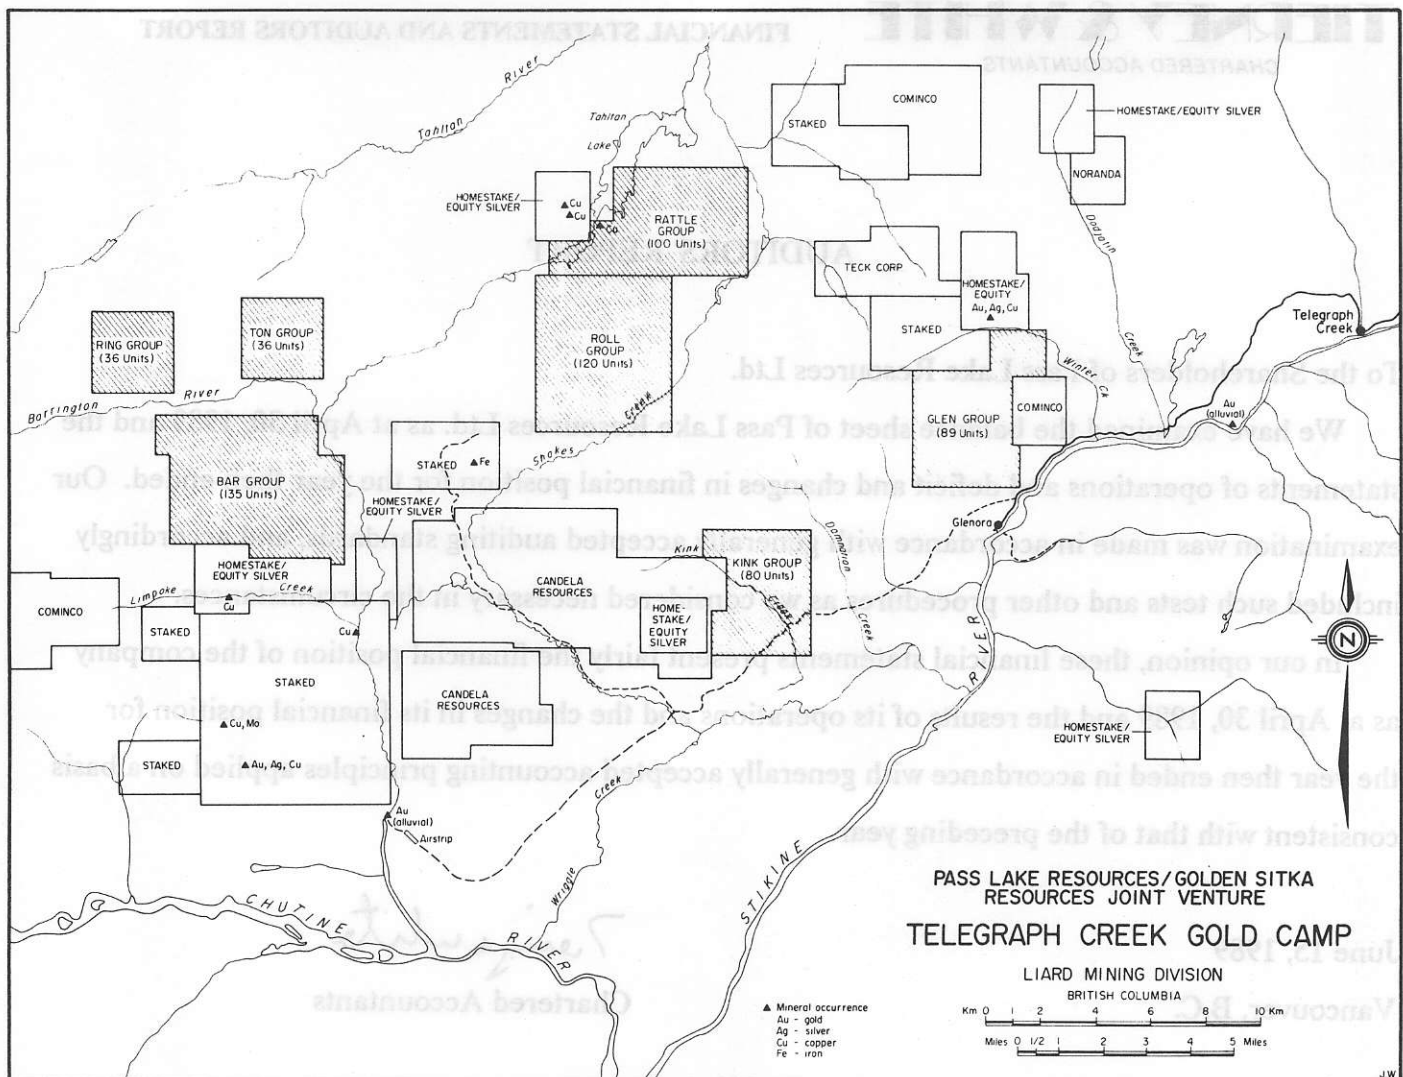 FINANCIAL STATEMENTS AND AUDITORS REPORT
CHARTERED ACCOUNTANTS
River
Tahltan
Tahltan
Lake
COMINCO
STAKED
HOMESTAKE/EQUITY SILVER
NORANDA
HOMESTAKE/
EQUITY SILVER
Cu
Cu
RATTLE
GROUP
(100 Units)
AUDITORS REPORT
Dodjatin
Creek
TECK CORP
HOMESTAKE/
EQUITY
Au, Ag, Cu
STAKED
Telegraph
Creek
RING GROUP
(36 Units)
TON GROUP
(36 Units)
ROLL
GROUP
(120 Units)
Winter Ck
To the Shareholders of Pass Lake Resources Ltd.
Barrington River
Shakes Creek
GLEN GROUP
(89 Units)
COMINCO
Au
(alluvial)
We have examined the balance sheet of Pass Lake Resources Ltd. as at April 30, 1989 and the
STAKED
Fe
BAR GROUP
(135 Units)
HOMESTAKE/
EQUITY SILVER
statements of operations and deficit and changes in financial position for the year then ended. Our
Glenora
Damnation
Creek
examination was made in accordance with generally accepted auditing standards, and accordingly
HOMESTAKE/
EQUITY SILVER
Kink
Creek
KINK GROUP
(80 Units)
CANDELA
RESOURCES
Limpoke Creek
Cu
COMINCO
included such tests and other procedures as we considered necessary in the circumstances.
HOME-
STAKE/
EQUITY
SILVER
STAKED
Cu
In our opinion, these financial statements present fairly the financial position of the company
STAKED
CANDELA
RESOURCES
N
as at April 30, 1989 and the results of its operations and the changes in its financial position for
Cu, Mo
HOMESTAKE/
EQUITY SILVER
STAKED
Au, Ag, Cu
the year then ended in accordance with generally accepted accounting principles applied on a basis
Au
(alluvial)
Airstrip
consistent with that of the preceding year.
Wriggle Creek
STIKINE RIVER
CHUTINE RIVER
PASS LAKE RESOURCES/GOLDEN SITKA
RESOURCES JOINT VENTURE
TELEGRAPH CREEK GOLD CAMP
June 15, 1989
LIARD MINING DIVISION
BRITISH COLUMBIA
Chartered Accountants
Vancouver, B.C.
Mineral occurrence
Au - gold
Ag - silver
Cu - copper
Fe - iron
Km 0 1 2 4 6 8 10 Km
Miles 0 1/2 1 2 3 4 5 Miles
J.W.